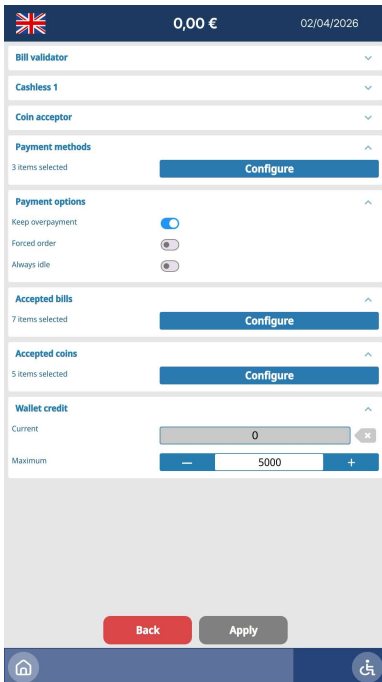 0,00 €
02/04/2026
Bill validator
Cashless 1
Coin acceptor
Payment methods
3 items selected
Configure
Payment options
Keep overpayment
Forced order
Always idle
Accepted bills
7 items selected
Configure
Accepted coins
5 items selected
Configure
Wallet credit
Current
0
Maximum
— 5000 +
Back
Apply